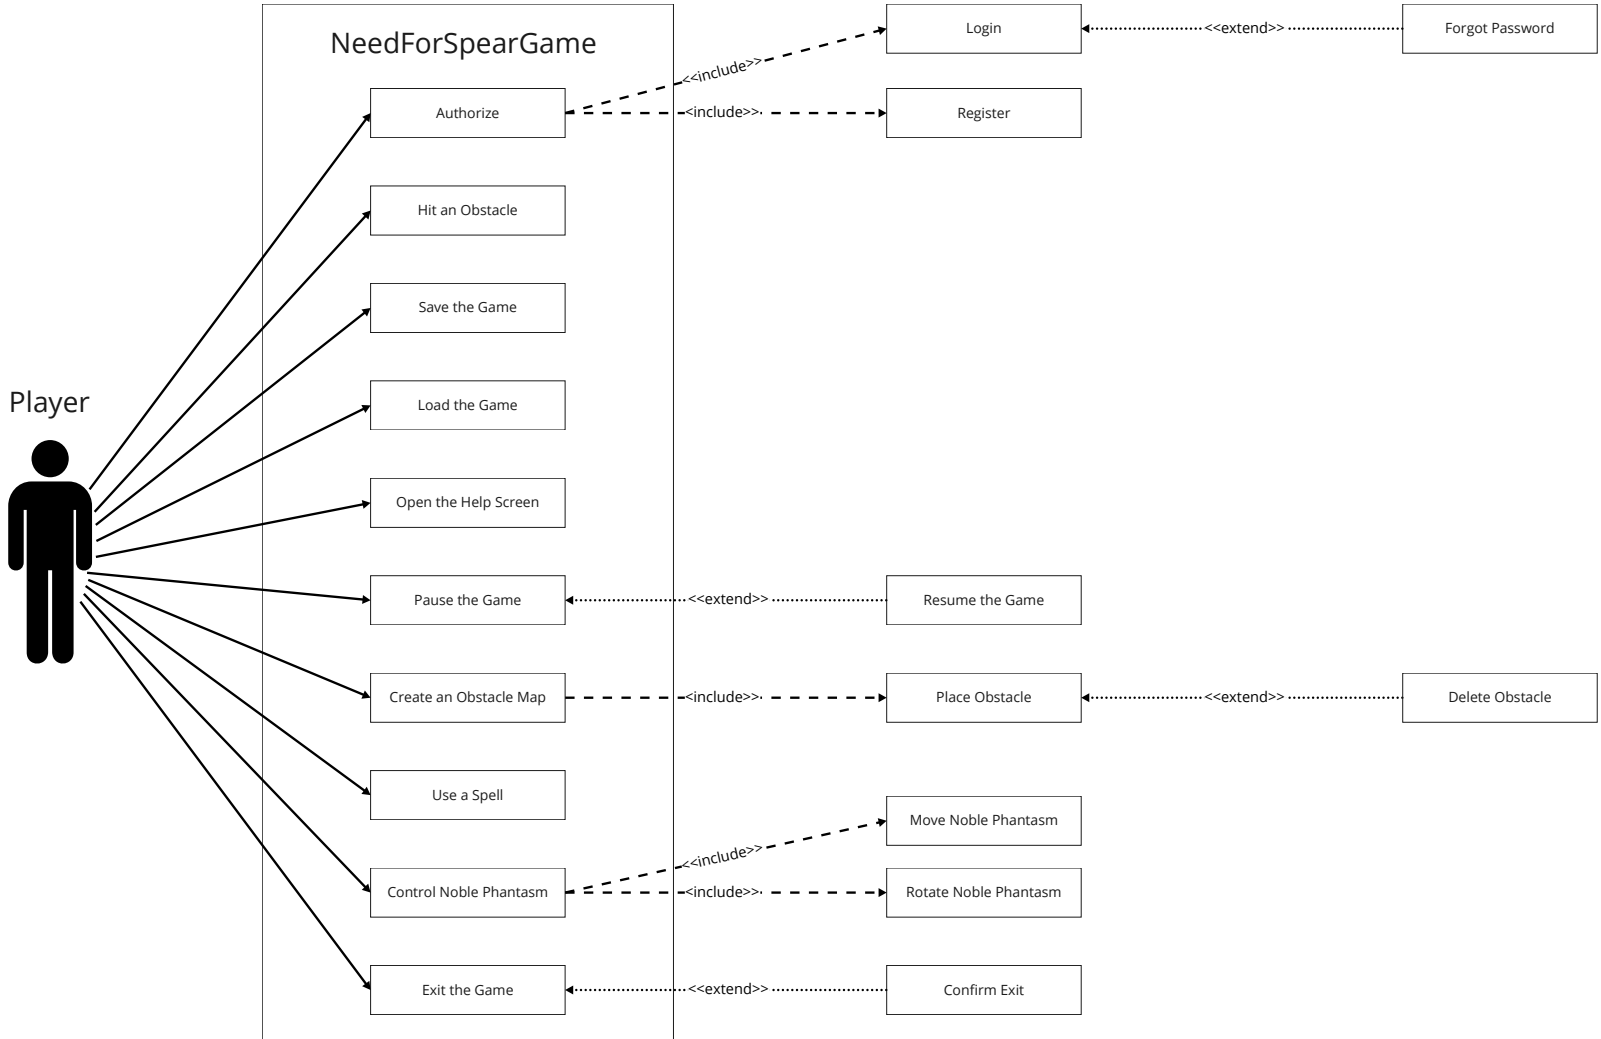 NeedForSpearGame
Login
<<extend>>
Forgot Password
<<include>>
Authorize
<include>>
Register
Hit an Obstacle
Save the Game
Player
Load the Game
Open the Help Screen
Pause the Game
<<extend>>
Resume the Game
Create an Obstacle Map
<include>>
Place Obstacle
<<extend>>
Delete Obstacle
Use a Spell
Move Noble Phantasm
<<include>>
Control Noble Phantasm
<include>>
Rotate Noble Phantasm
Exit the Game
<<extend>>
Confirm Exit